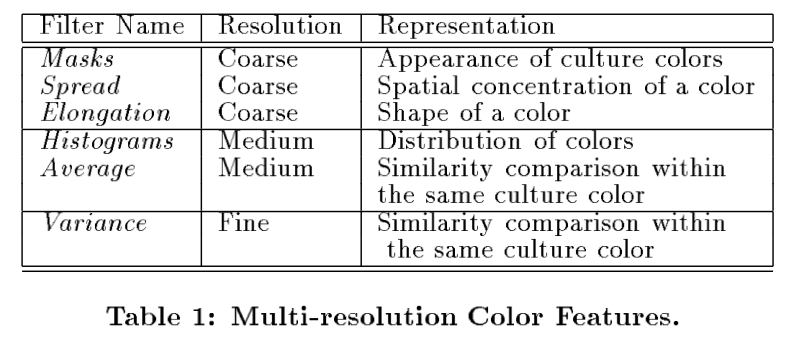 Filter Name Resolution Representation
Masks Coarse Appearance of culture colors
Spread Coarse Spatial concentration of a color
Elongation Coarse Shape of a color
Histograms Medium Distribution of colors
Average Medium Similarity comparison within
the same culture color
Variance Fine Similarity comparison within
the same culture color
Table 1: Multi-resolution Color Features.